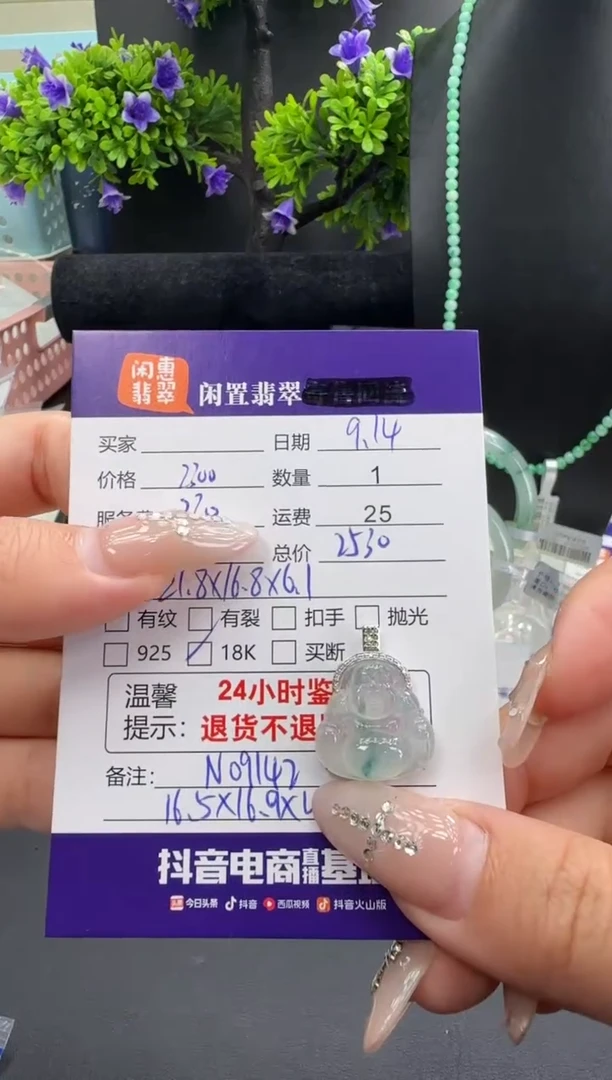 闲惠
翡翠
闲置翡翠
买家
日期 9.14
价格 2300
数量 1
运费 25
总价 2530
21.8X16.8X6.1
有纹 有裂 扣手 抛光
925 18K 买断
温馨
提示:
24小时鉴
退货不退
备注: N09142
16.5X16.9X
抖音电商直播基
今日头条 抖音 西瓜视频 抖音火山版